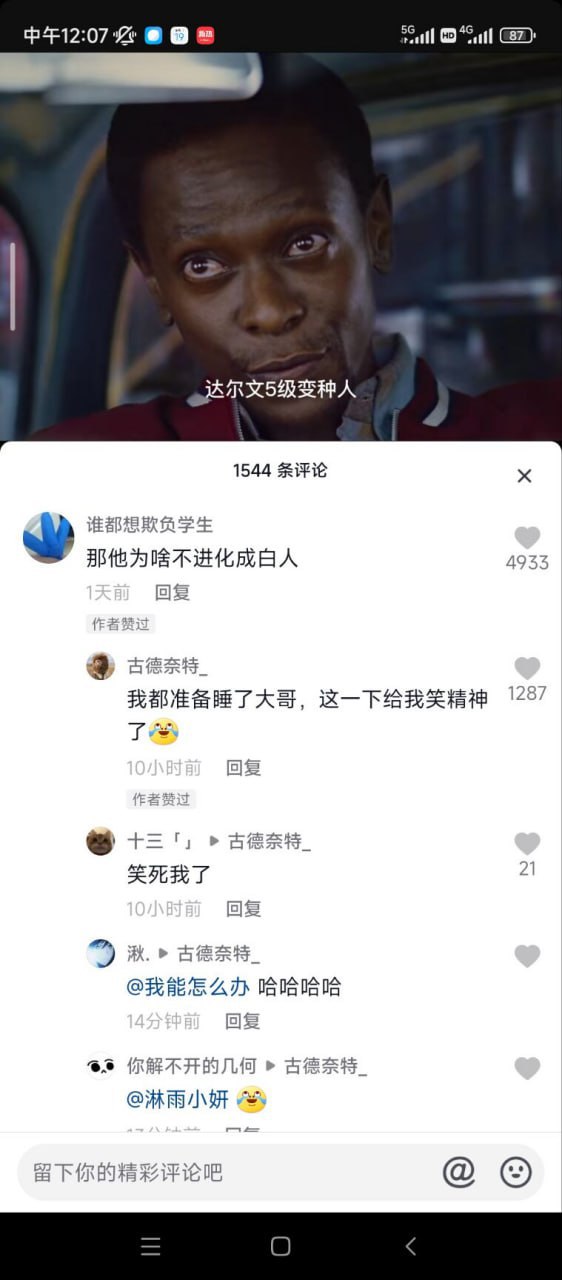 中午12:07
5G
HD
4G
87
达尔文5级变种人
1544 条评论
谁都想欺负学生
那他为啥不进化成白人
4933
1天前 回复
作者赞过
古德奈特_
我都准备睡了大哥，这一下给我笑精神
了😂
1287
10小时前 回复
作者赞过
十三「」 ▶ 古德奈特_
笑死我了
21
10小时前 回复
湫. ▶ 古德奈特_
@我能怎么办 哈哈哈哈
14分钟前 回复
你解不开的几何 ▶ 古德奈特_
@淋雨小妍 😂
留下你的精彩评论吧